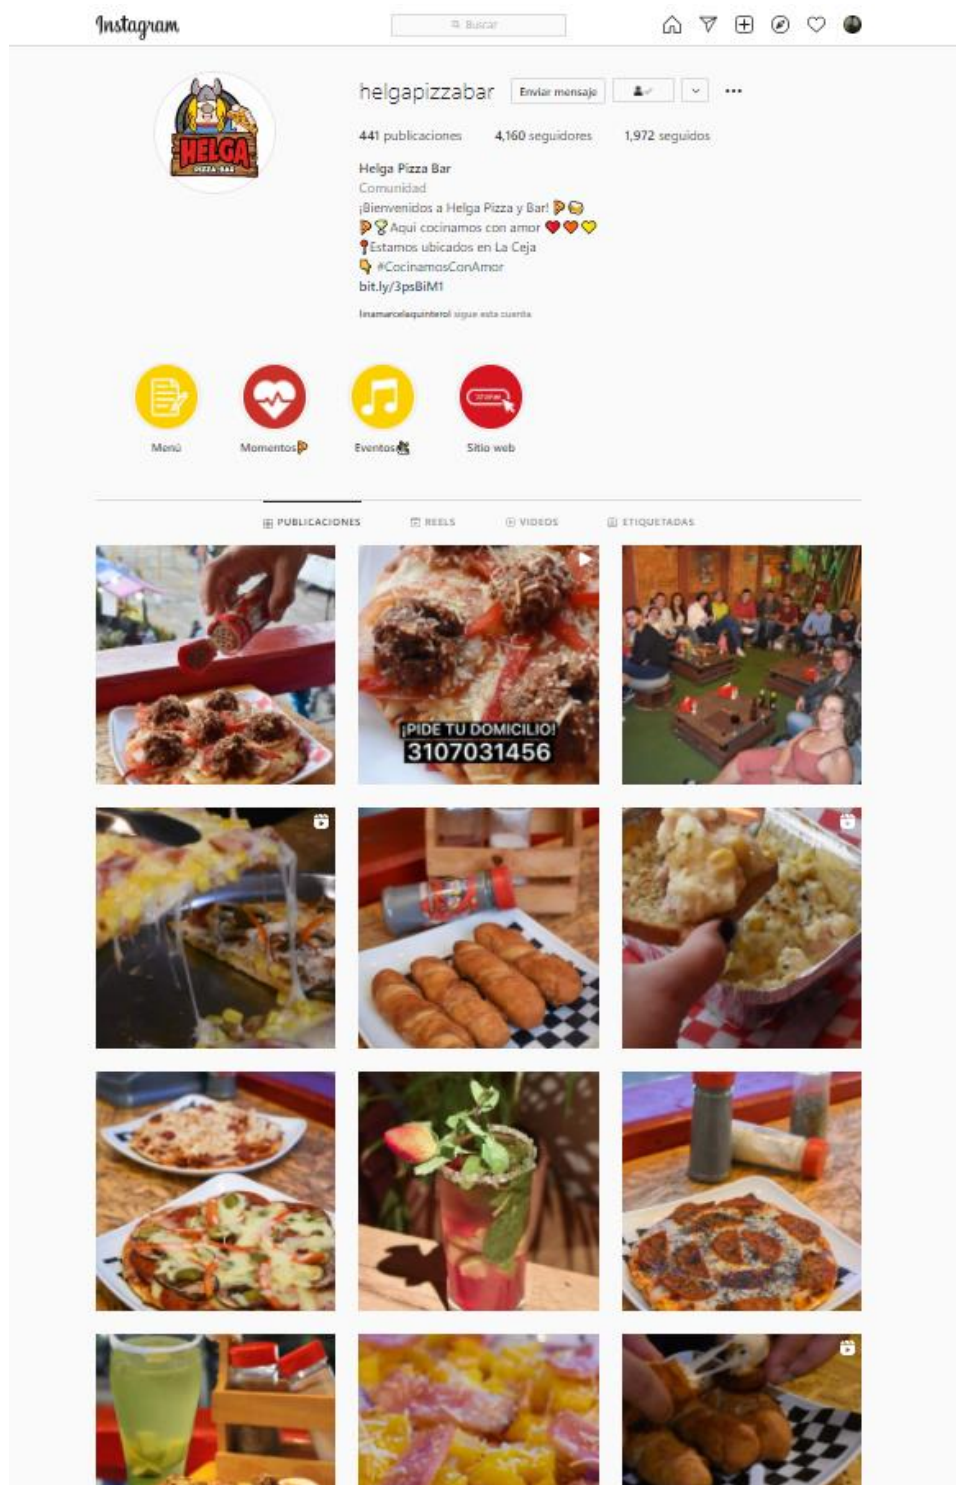 Instagram
Buscar
HELGA
PIZZA BAR
helgapizzabar Enviar mensaje
441 publicaciones 4,160 seguidores 1,972 seguidos
Helga Pizza Bar
Comunidad
¡Bienvenidos a Helga Pizza y Bar! 🍕🍻
🍕🏆Aquí cocinamos con amor ❤️🧡💛
📍Estamos ubicados en La Ceja
👇 #CocinamosConAmor
bit.ly/3psBiM1
linamarcelaquinterol sigue esta cuenta
Menú Momentos🍕 Eventos Sitio web
PUBLICACIONES REELS VIDEOS ETIQUETADAS
¡PIDE TU DOMICILIO!
3107031456